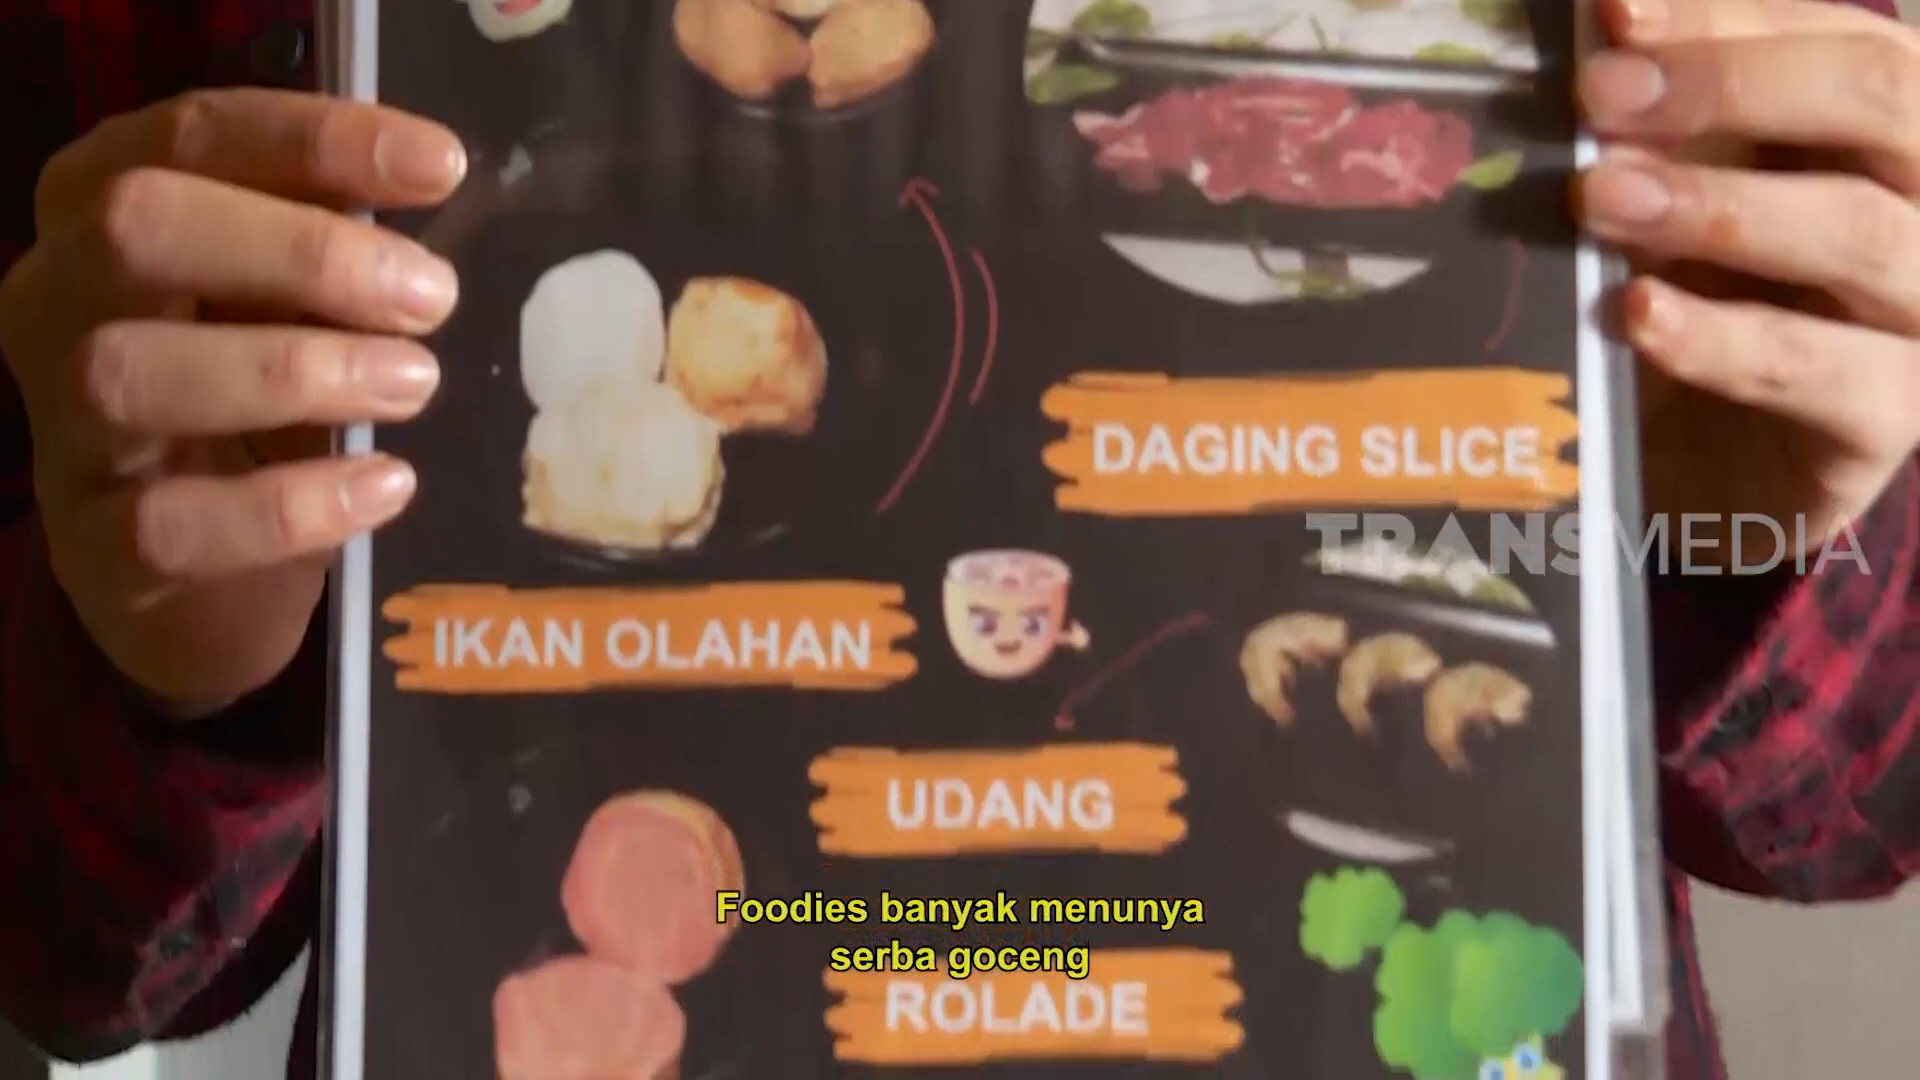 DAGING SLICE
TRANSMEDIA
IKAN OLAHAN
UDANG
Foodies banyak menunya
serba goceng
ROLADE